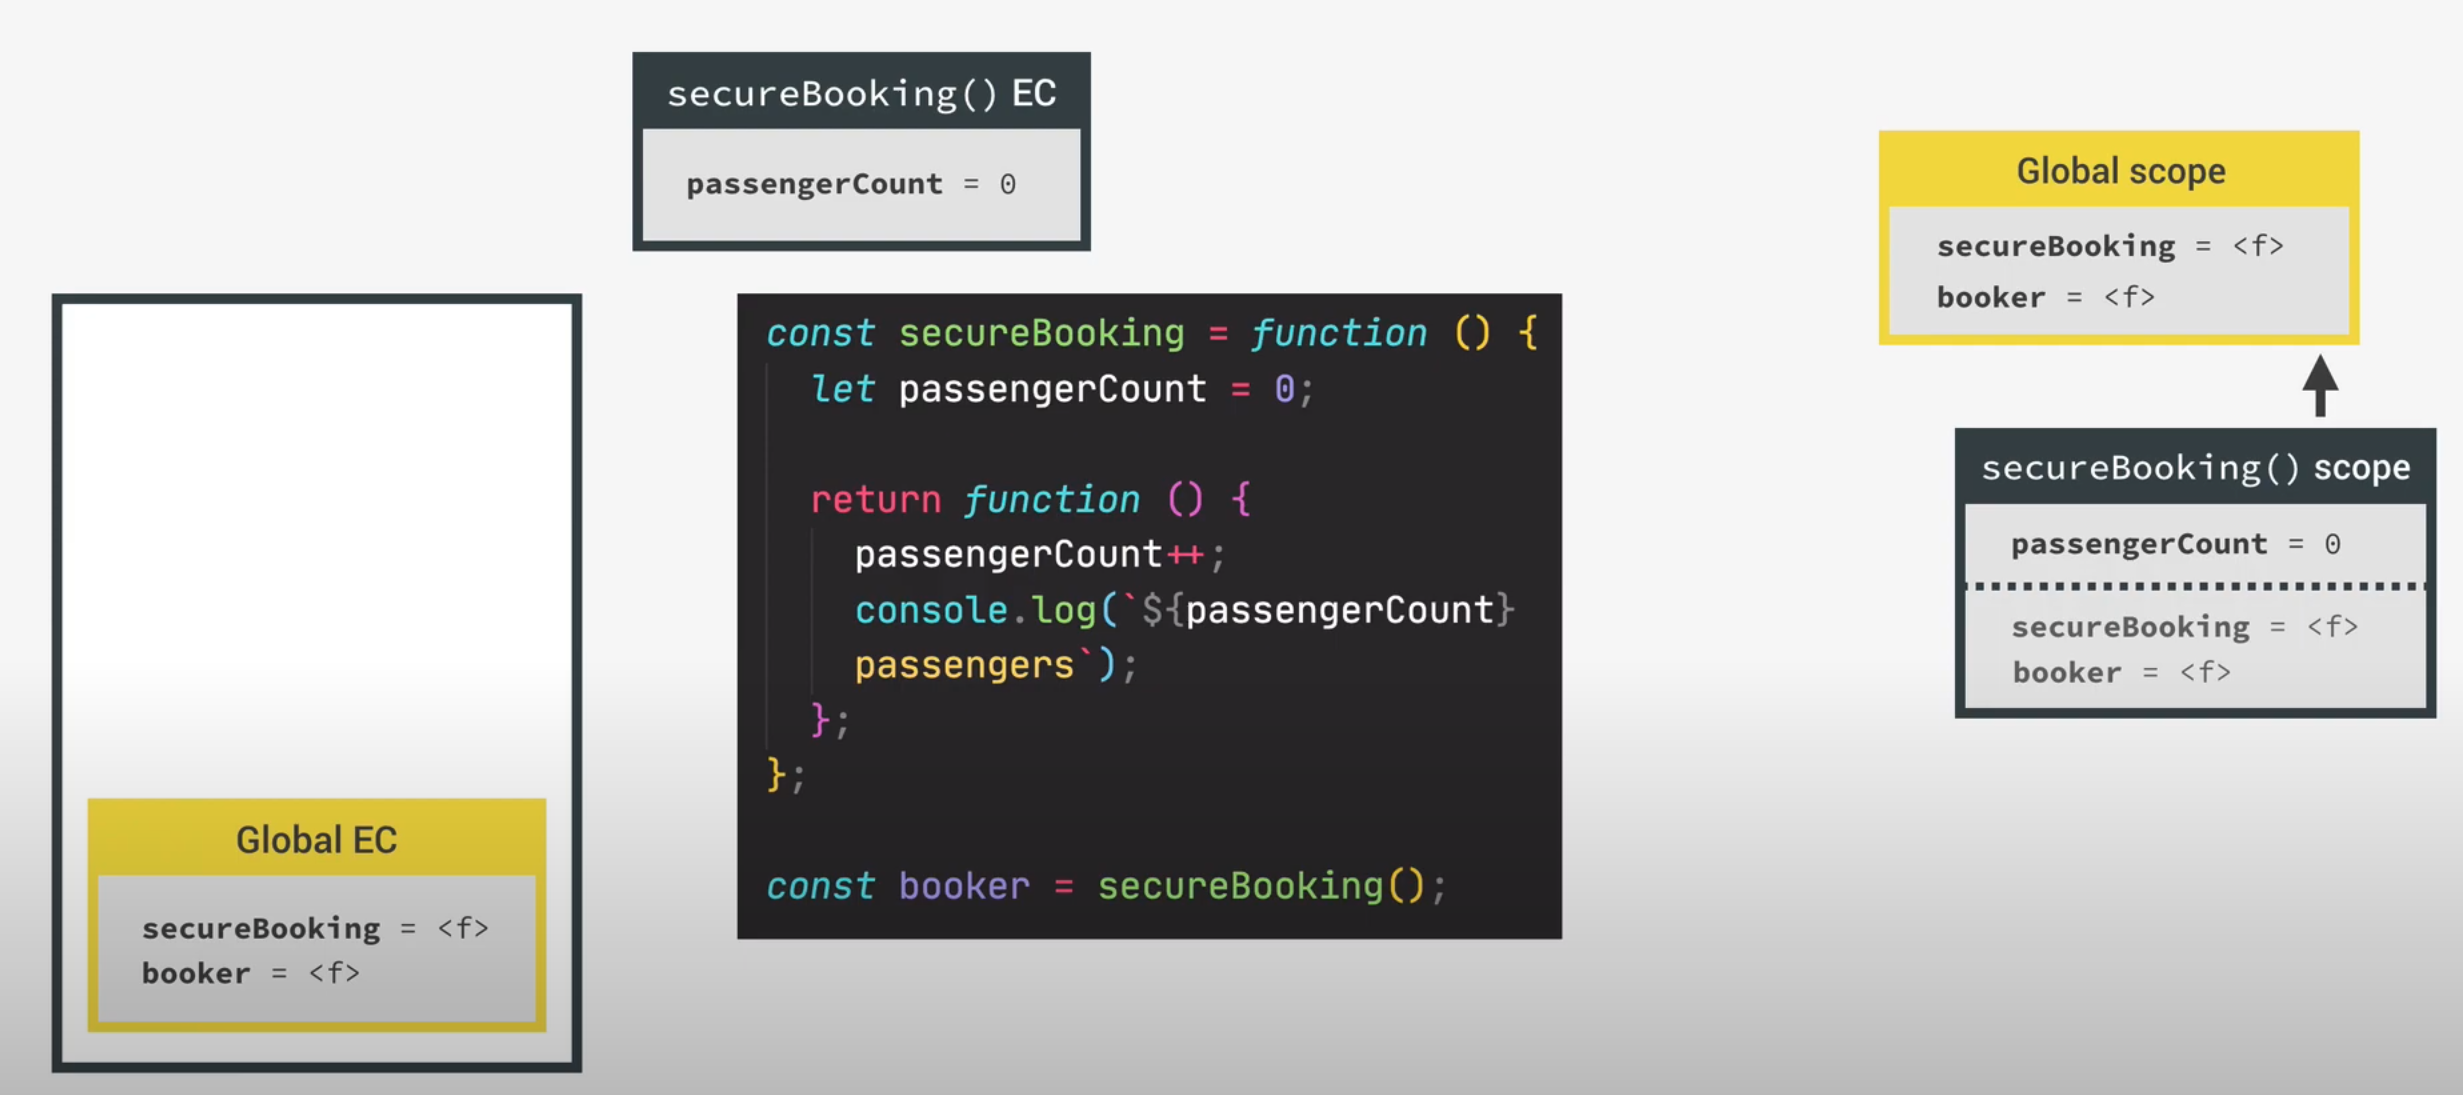 secureBooking() EC
passengerCount = 0
Global EC
secureBooking = <f>
booker = <f>
const secureBooking = function () {
let passengerCount = 0;
return function () {
passengerCount++;
console.log(`${passengerCount}
passengers`);
};
};
const booker = secureBooking();
Global scope
secureBooking = <f>
booker = <f>
secureBooking() scope
passengerCount = 0
secureBooking = <f>
booker = <f>